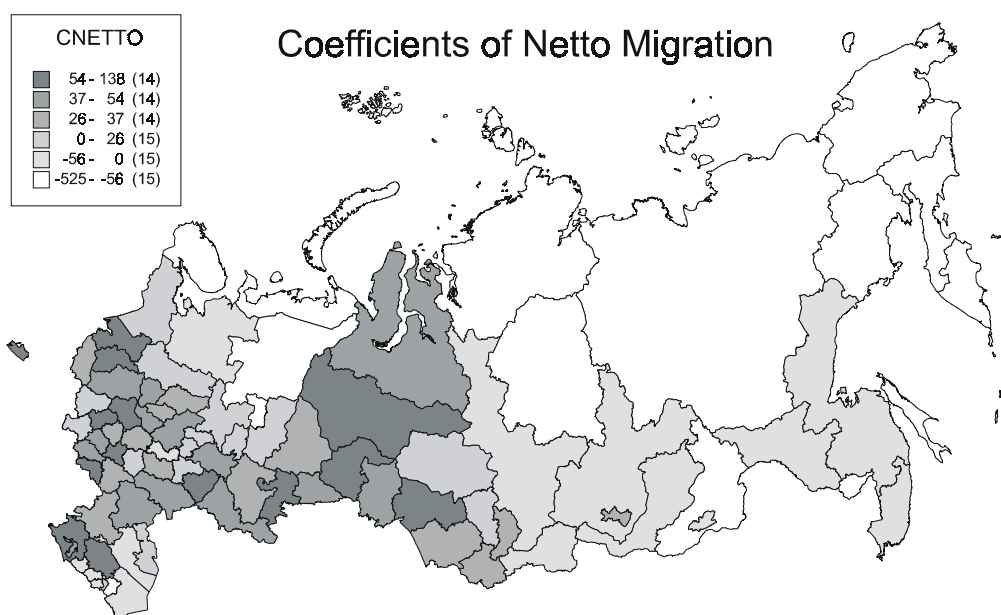 Coefficients of Netto Migration
CNETTO
54 - 138 (14)
37 - 54 (14)
26 - 37 (14)
0 - 26 (15)
-56 - 0 (15)
-525 - -56 (15)